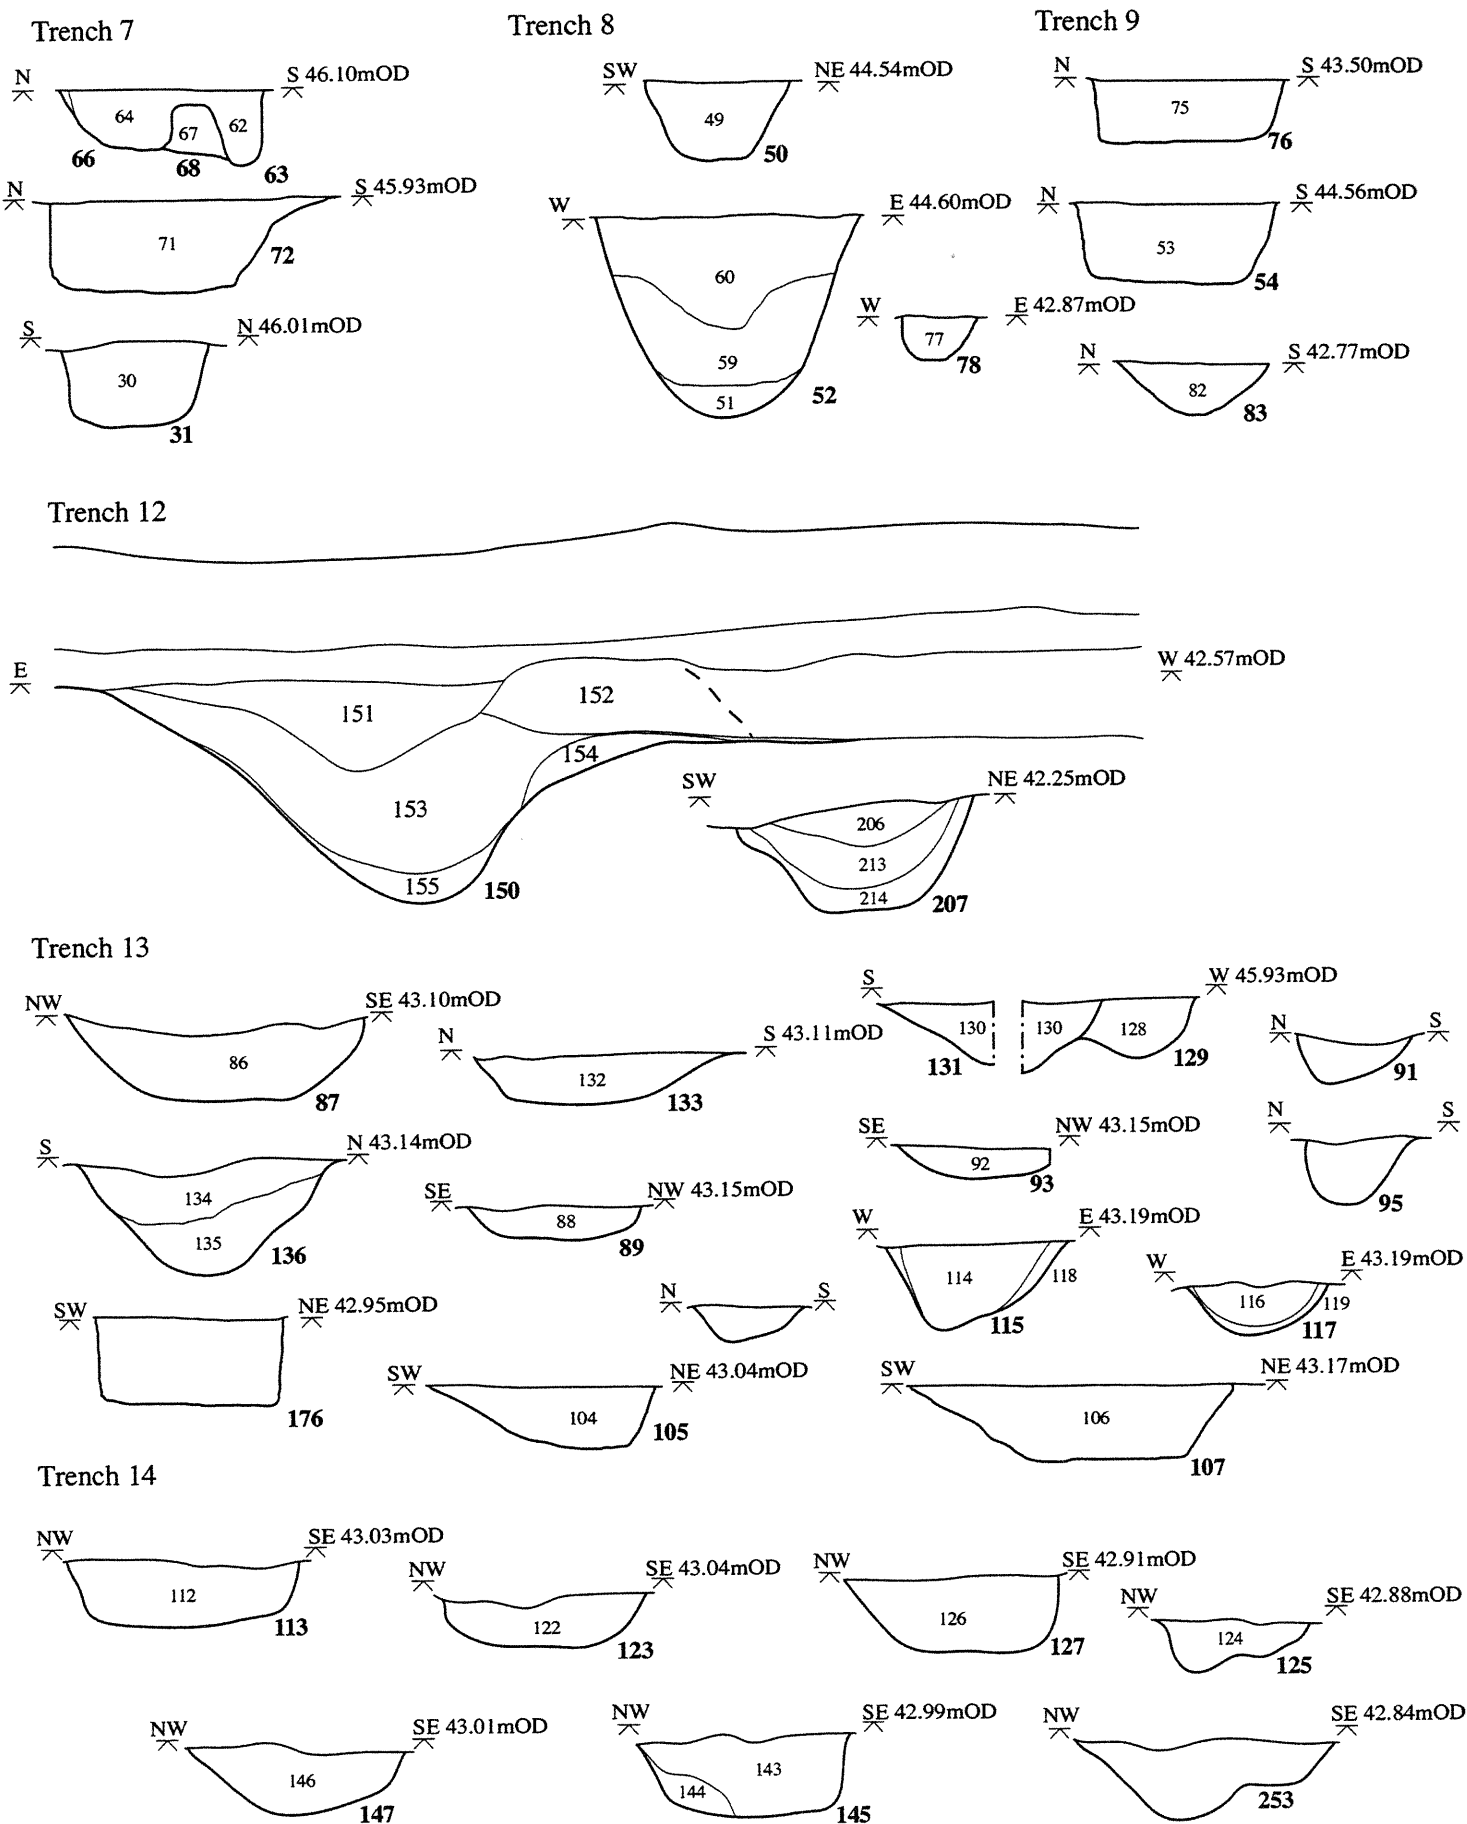 Trench 7
N
S 46.10mOD
64
67
62
66
68
63
N
S 45.93mOD
71
72
S
N 46.01mOD
30
31
Trench 8
SW
NE 44.54mOD
49
50
W
E 44.60mOD
60
59
51
52
W
E 42.87mOD
77
78
Trench 9
N
S 43.50mOD
75
76
N
S 44.56mOD
53
54
N
S 42.77mOD
82
83
Trench 12
E
W 42.57mOD
151
152
154
153
155
150
SW
NE 42.25mOD
206
213
214
207
Trench 13
NW
SE 43.10mOD
86
87
N
S 43.11mOD
132
133
S
W 45.93mOD
130
130
128
131
129
N
S
91
S
N 43.14mOD
134
135
136
SE
NW 43.15mOD
88
89
SE
NW 43.15mOD
92
93
N
S
95
W
E 43.19mOD
114
118
115
W
E 43.19mOD
116
119
117
SW
NE 42.95mOD
176
N
S
SW
NE 43.04mOD
104
105
SW
NE 43.17mOD
106
107
Trench 14
NW
SE 43.03mOD
112
113
NW
SE 43.04mOD
122
123
NW
SE 42.91mOD
126
127
NW
SE 42.88mOD
124
125
NW
SE 43.01mOD
146
147
NW
SE 42.99mOD
143
144
145
NW
SE 42.84mOD
253